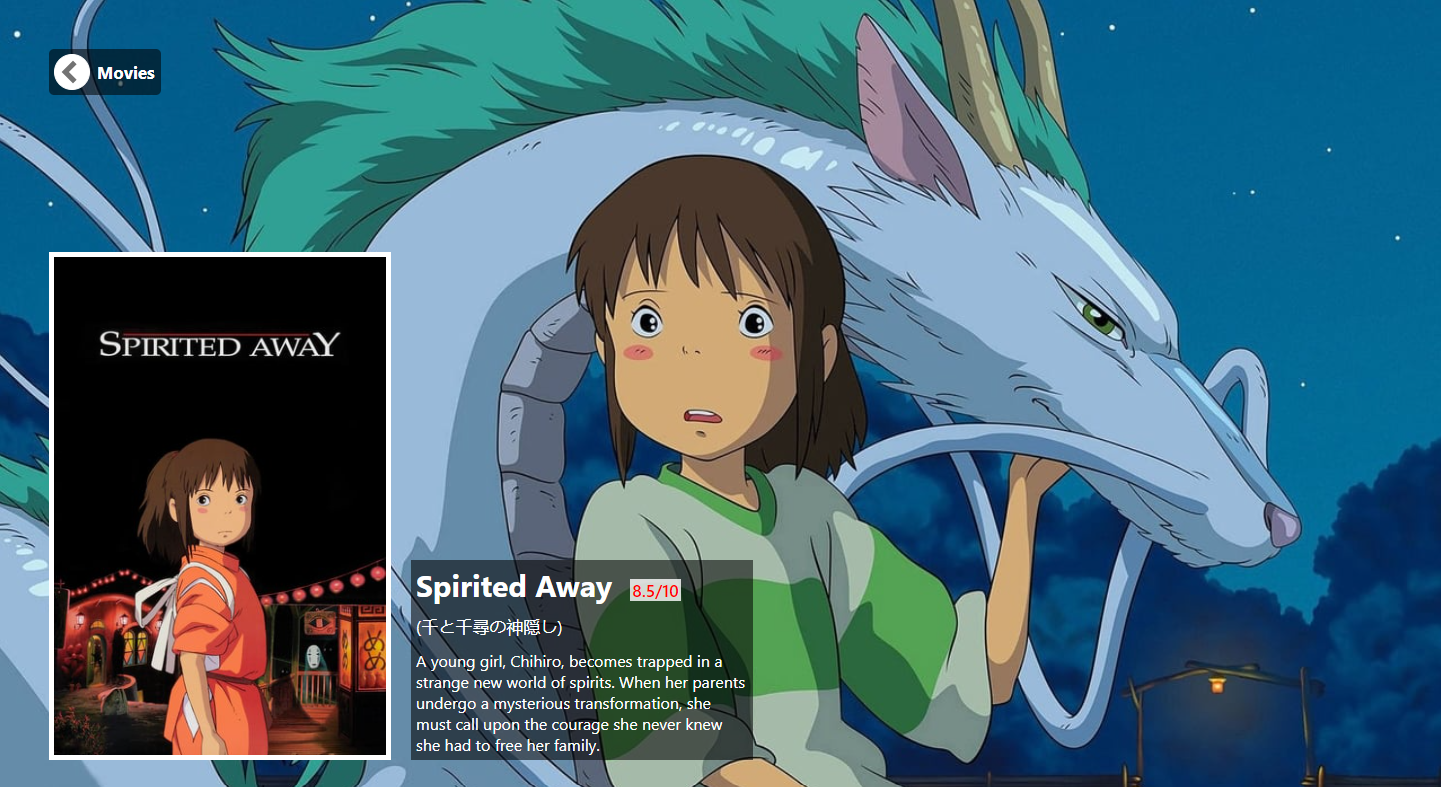 Movies
SPIRITED AWAY
Spirited Away 8.5/10
(千と千尋の神隠し)
A young girl, Chihiro, becomes trapped in a
strange new world of spirits. When her parents
undergo a mysterious transformation, she
must call upon the courage she never knew
she had to free her family.